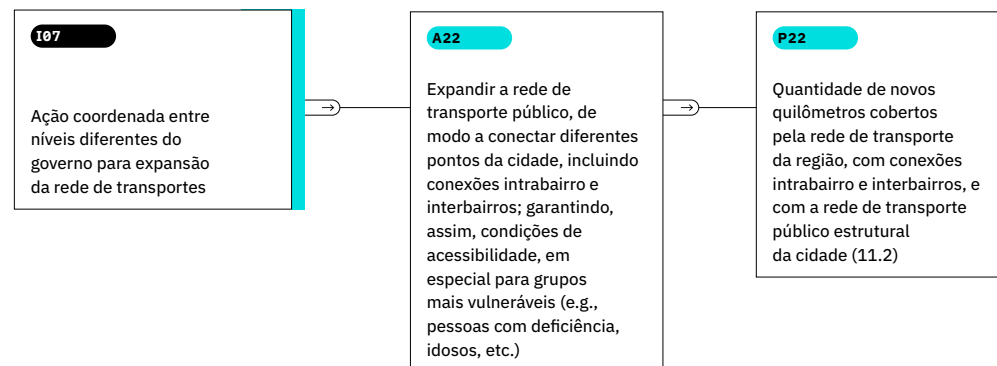 I07
Ação coordenada entre
níveis diferentes do
governo para expansão
da rede de transportes
A22
Expandir a rede de
transporte público, de
modo a conectar diferentes
pontos da cidade, incluindo
conexões intrabairro e
interbairros; garantindo,
assim, condições de
acessibilidade, em
especial para grupos
mais vulneráveis (e.g.,
pessoas com deficiência,
idosos, etc.)
P22
Quantidade de novos
quilômetros cobertos
pela rede de transporte
da região, com conexões
intrabairro e interbairros, e
com a rede de transporte
público estrutural
da cidade (11.2)